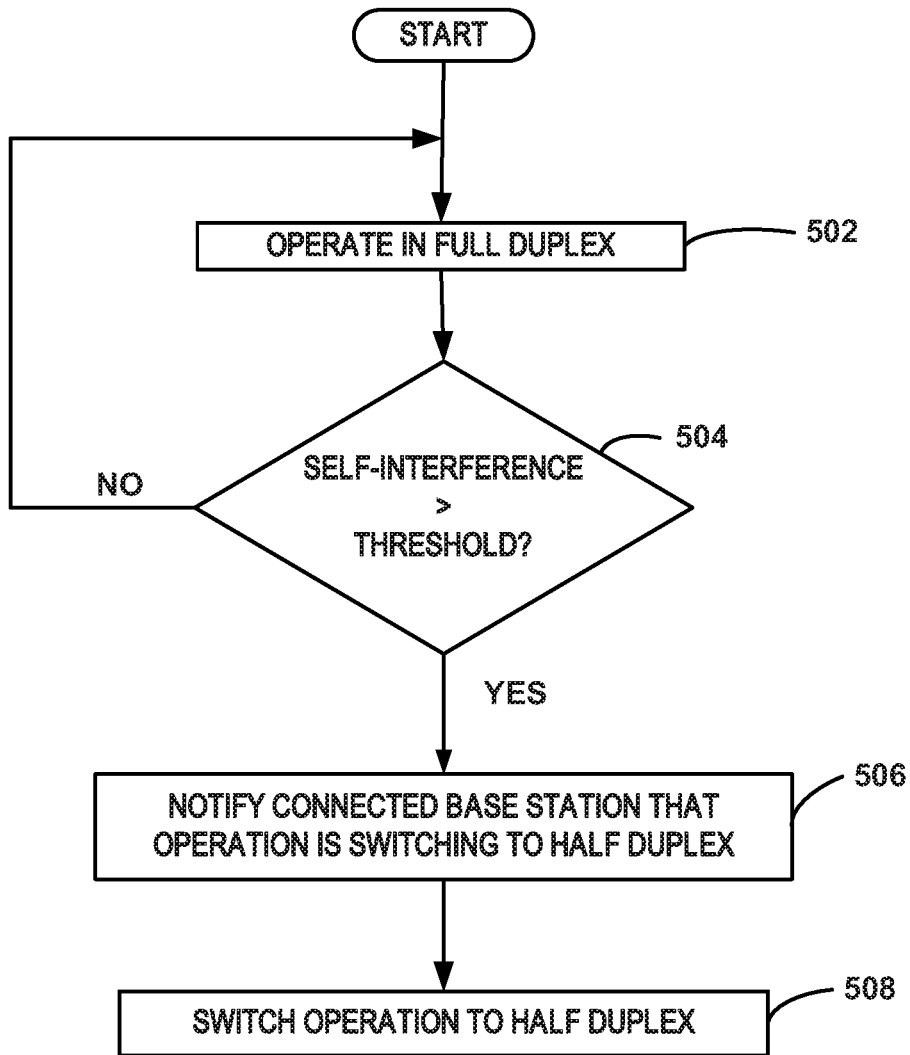 START
OPERATE IN FULL DUPLEX
502
504
SELF-INTERFERENCE
>
THRESHOLD?
NO
YES
506
NOTIFY CONNECTED BASE STATION THAT
OPERATION IS SWITCHING TO HALF DUPLEX
508
SWITCH OPERATION TO HALF DUPLEX